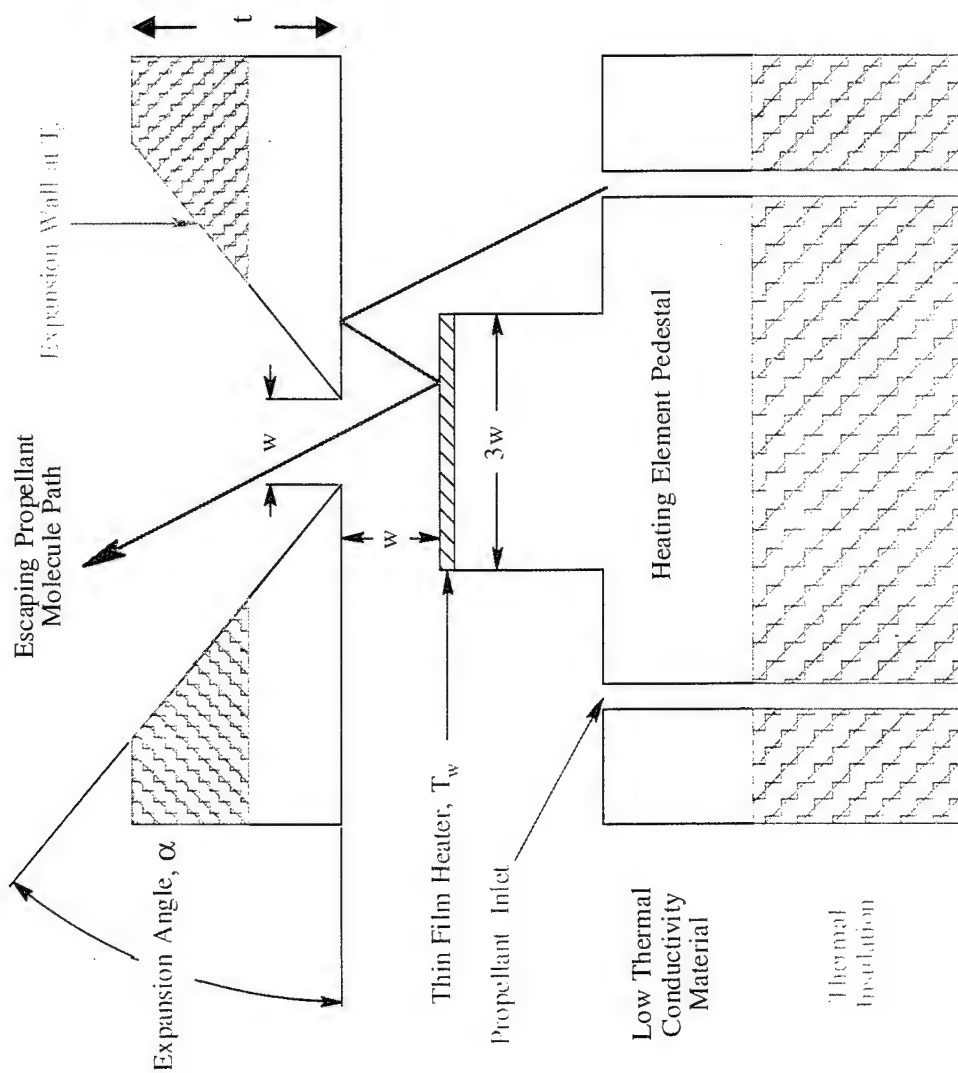 Escaping Propellant
Molecule Path
Expansion Wall at T
t
w
w
Expansion Angle, α
Thin Film Heater, T_w
3w
Propellant Inlet
Heating Element Pedestal
Low Thermal
Conductivity
Material
Thermal
Insulation